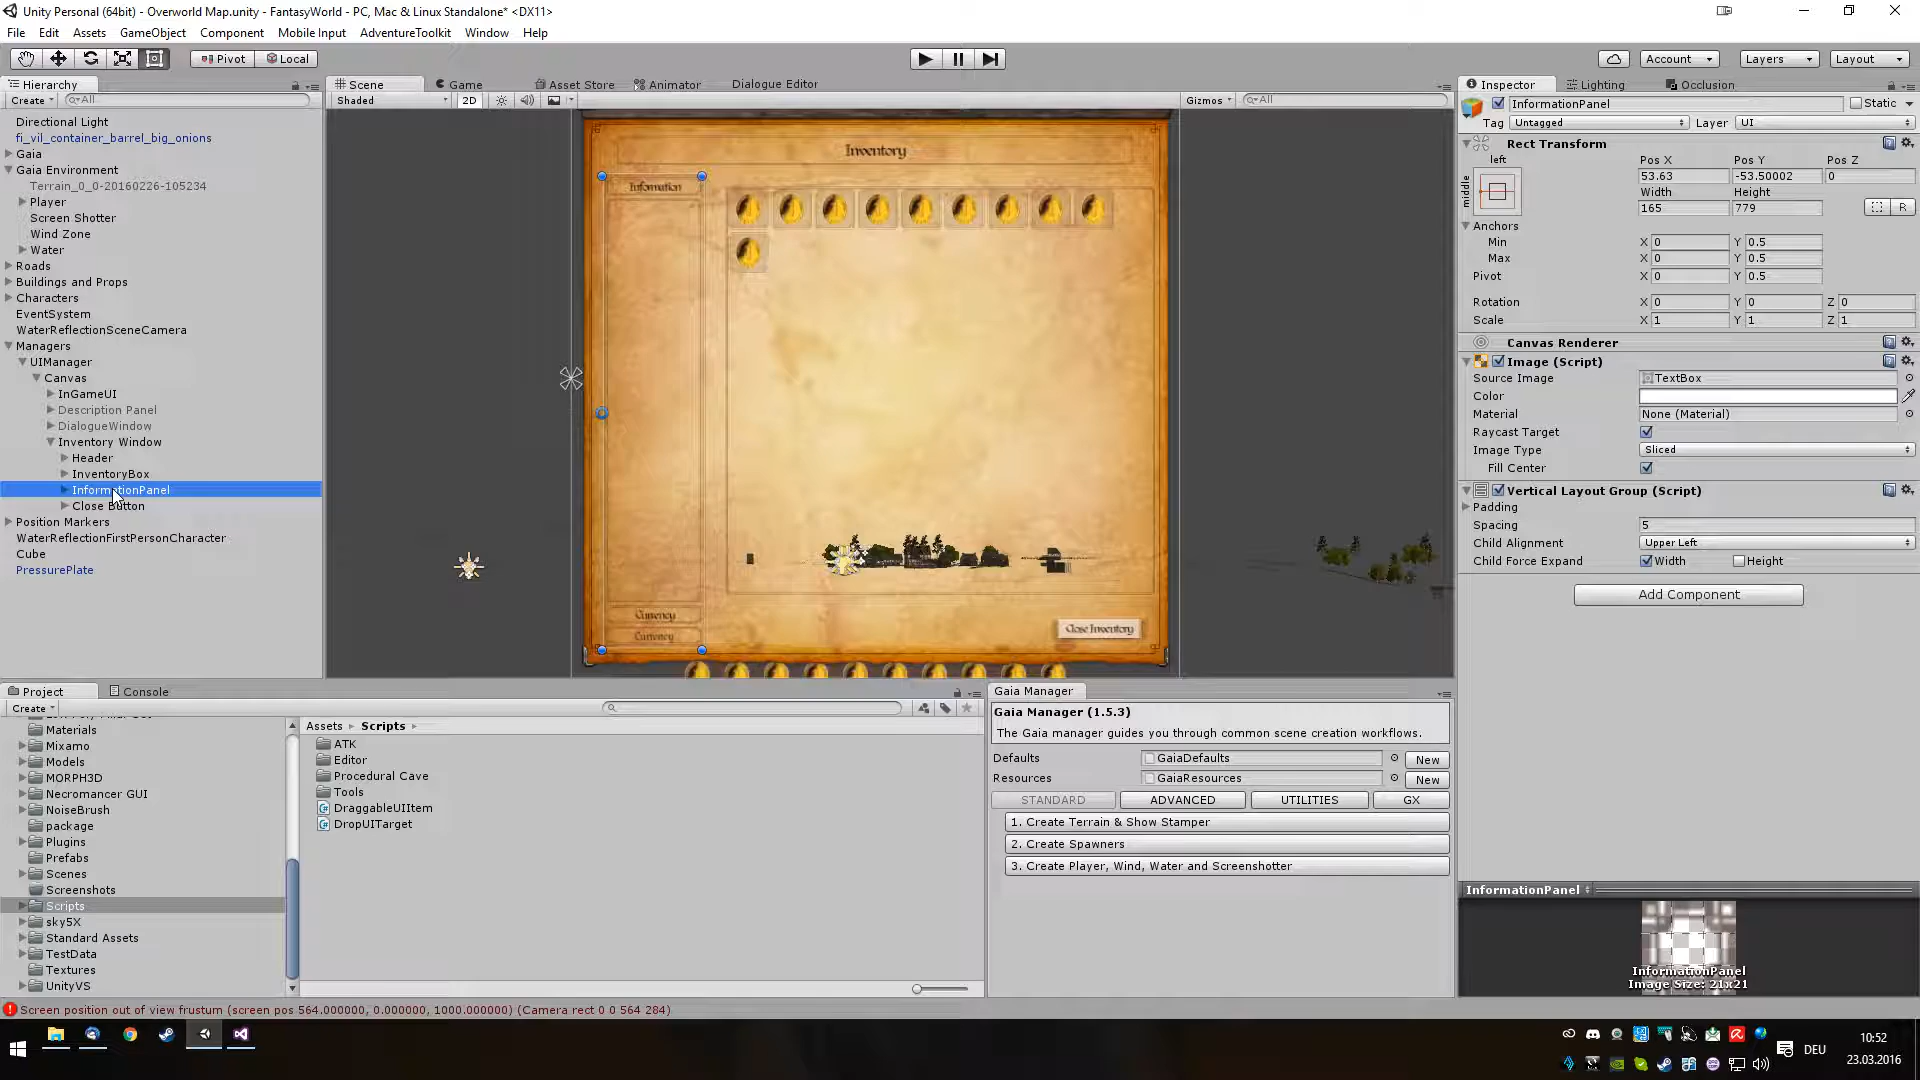 Unity Personal (64bit) - Overworld Map.unity - FantasyWorld - PC, Mac & Linux Standalone* <DX11>
File Edit Assets GameObject Component Mobile Input AdventureToolkit Window Help
Pivot Local Account Layers Layout
Hierarchy
Create All
Directional Light
fi_vil_container_barrel_big_onions
Gaia
Gaia Environment
Terrain_0_0-20160226-105234
Player
Screen Shotter
Wind Zone
Water
Roads
Buildings and Props
Characters
EventSystem
WaterReflectionSceneCamera
Managers
UIManager
Canvas
InGameUI
Description Panel
DialogueWindow
Inventory Window
Header
InventoryBox
InformationPanel
Close Button
Position Markers
WaterReflectionFirstPersonCharacter
Cube
PressurePlate
Scene Game Asset Store Animator Dialogue Editor
Shaded 2D Gizmos All
Inventory
Information
Currency
Currency
Close Inventory
Inspector Lighting Occlusion
InformationPanel Static
Tag Untagged Layer UI
Rect Transform
left
middle
Pos X Pos Y Pos Z
53.63 -53.50002 0
Width Height
165 779
R
Anchors
Min X 0 Y 0.5
Max X 0 Y 0.5
Pivot X 0 Y 0.5
Rotation X 0 Y 0 Z 0
Scale X 1 Y 1 Z 1
Canvas Renderer
Image (Script)
Source Image TextBox
Color
Material None (Material)
Raycast Target
Image Type Sliced
Fill Center
Vertical Layout Group (Script)
Padding
Spacing 5
Child Alignment Upper Left
Child Force Expand Width Height
Add Component
InformationPanel
InformationPanel
Image Size: 21x21
Project Console
Create
Materials
Mixamo
Models
MORPH3D
Necromancer GUI
NoiseBrush
package
Plugins
Prefabs
Scenes
Screenshots
Scripts
sky5X
Standard Assets
TestData
Textures
UnityVS
Assets Scripts
ATK
Editor
Procedural Cave
Tools
DraggableUIItem
DropUITarget
Gaia Manager
Gaia Manager (1.5.3)
The Gaia manager guides you through common scene creation workflows.
Defaults GaiaDefaults New
Resources GaiaResources New
STANDARD ADVANCED UTILITIES GX
1. Create Terrain & Show Stamper
2. Create Spawners
3. Create Player, Wind, Water and Screenshotter
Screen position out of view frustum (screen pos 564.000000, 0.000000, 1000.000000) (Camera rect 0 0 564 284)
DEU
10:52
23.03.2016